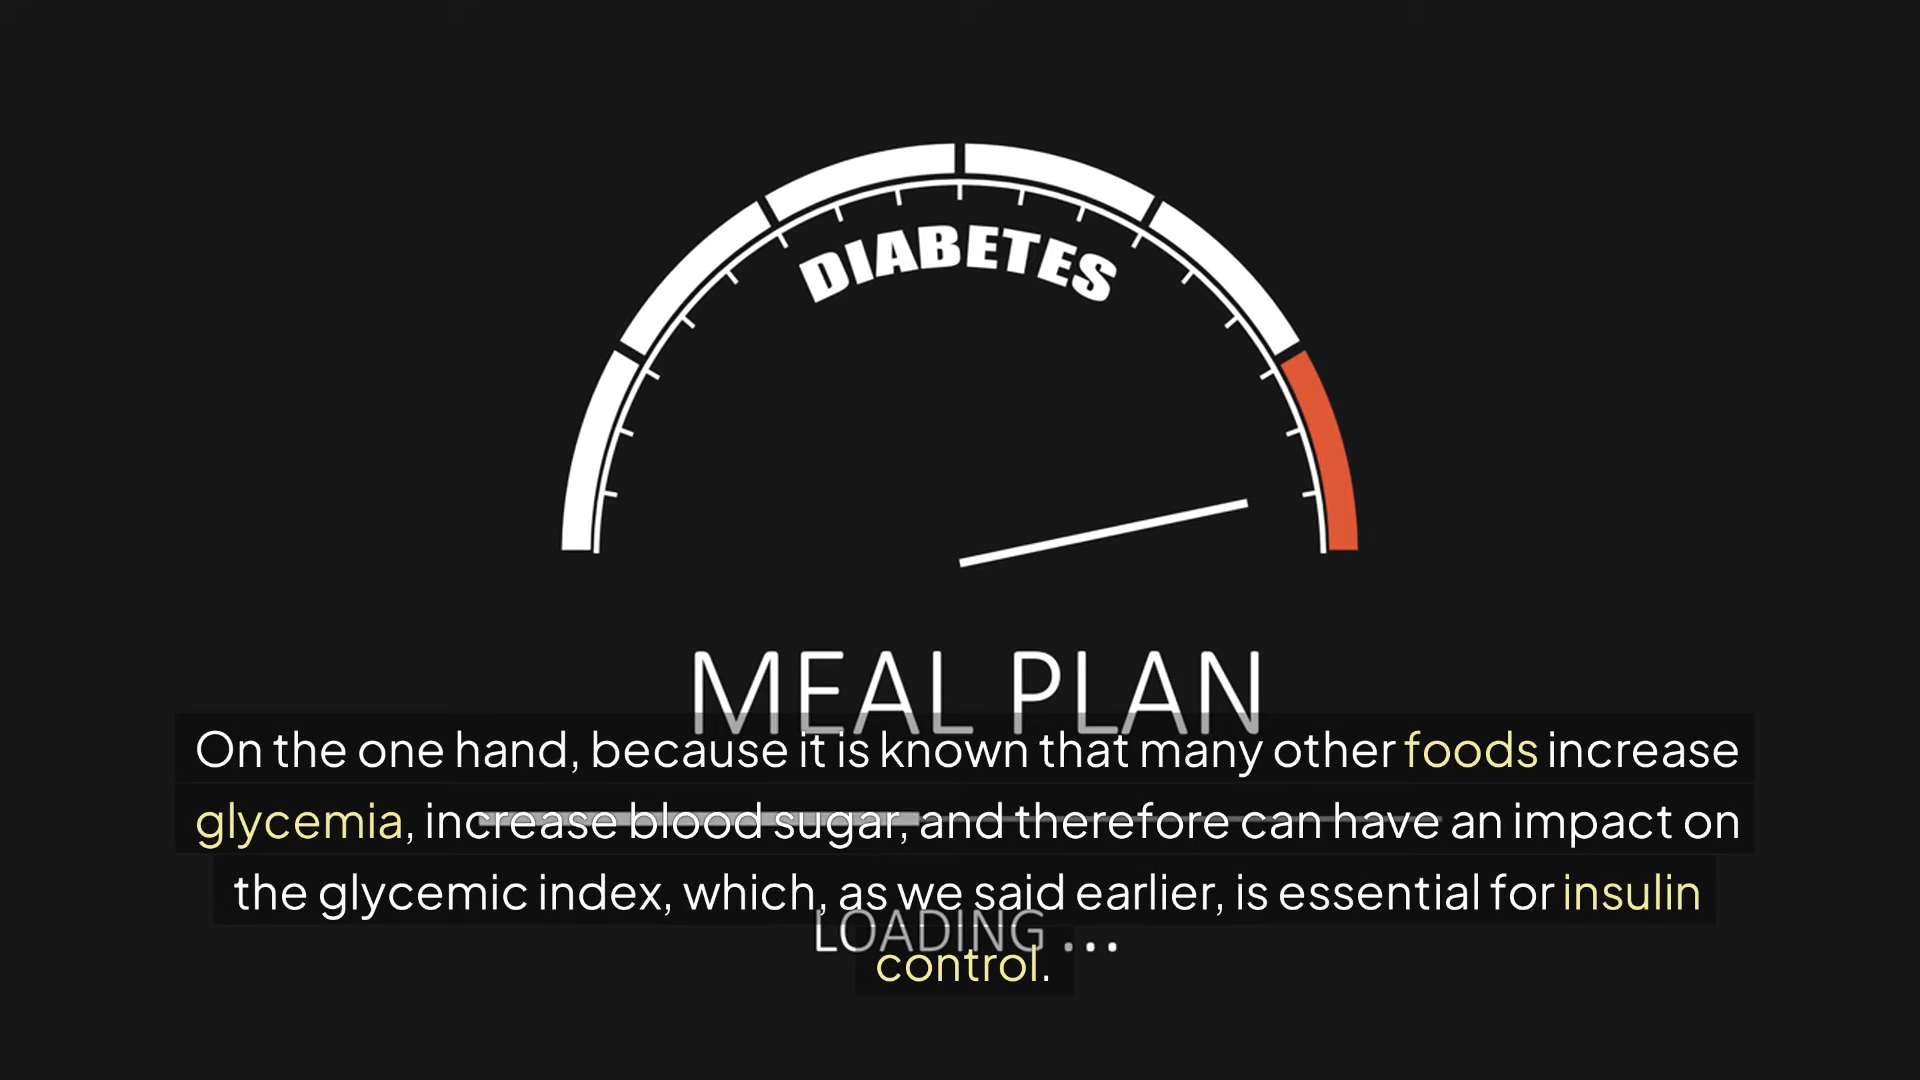 DIABETES
MEAL PLAN
On the one hand, because it is known that many other foods increase
glycemia, increase blood sugar, and therefore can have an impact on
the glycemic index, which, as we said earlier, is essential for insulin
LOADING ...
control.